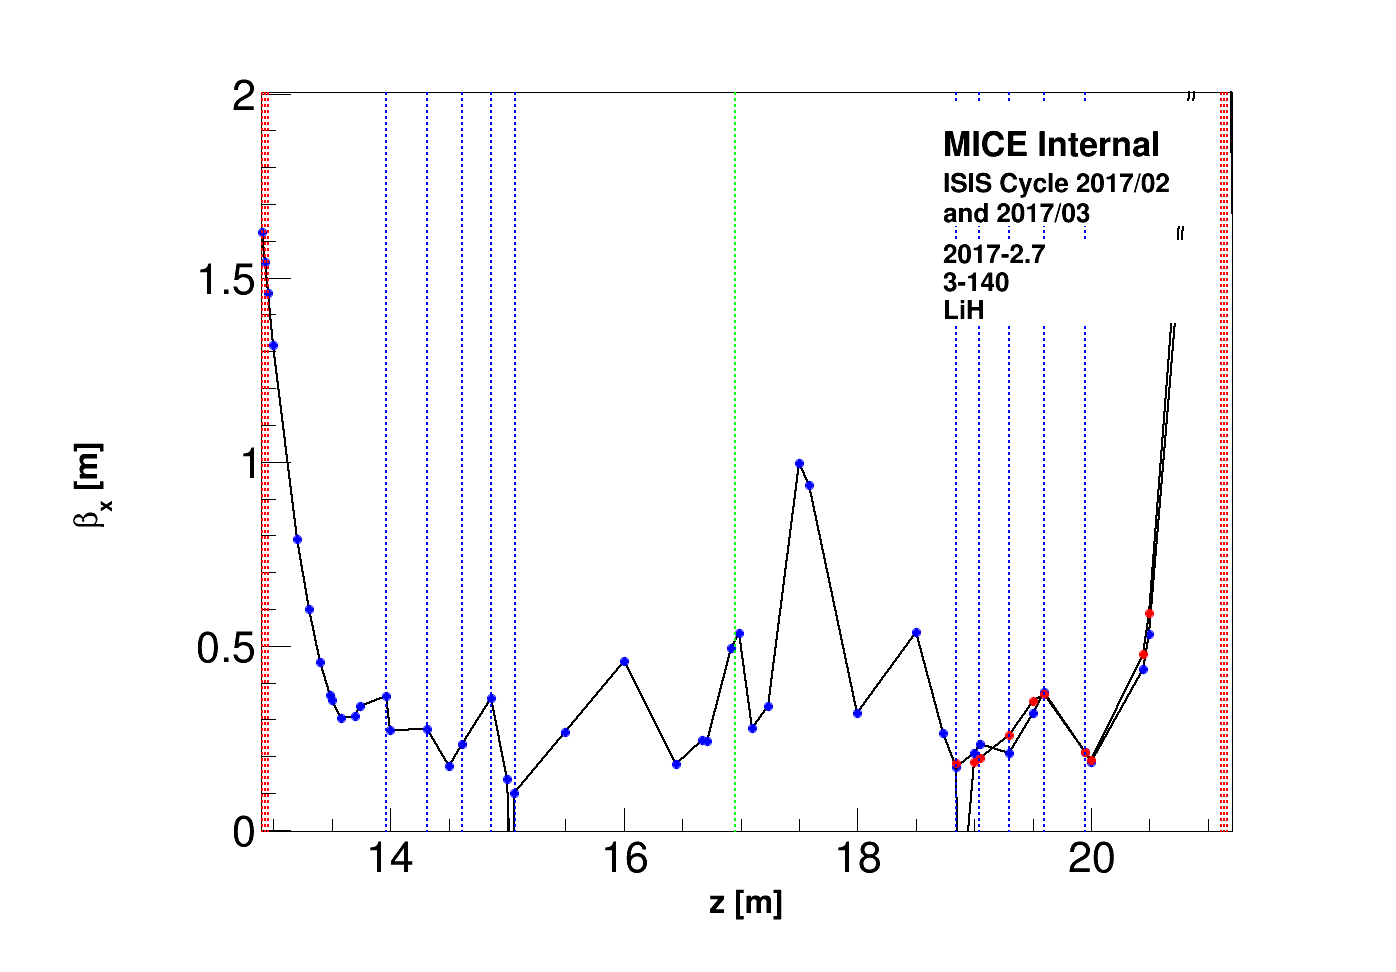 2
1.5
1
0.5
0
β_x [m]
MICE Internal
ISIS Cycle 2017/02
and 2017/03
2017-2.7
3-140
LiH
14 16 18 20
z [m]